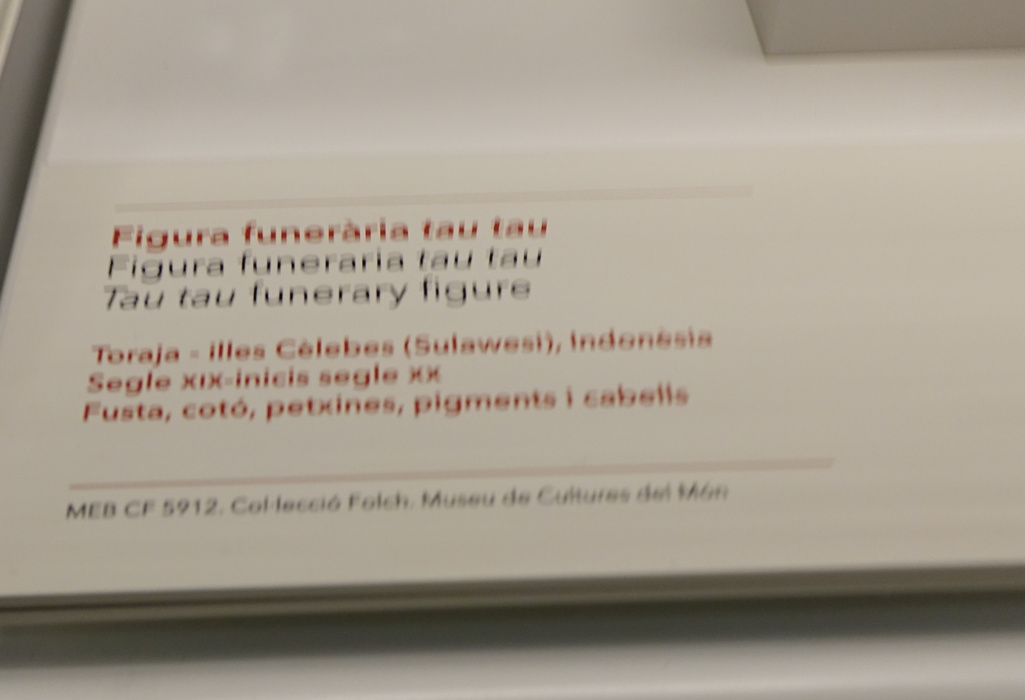 Figura funerària tau tau
Figura funeraria tau tau
Tau tau funerary figure
Toraja - illes Cèlebes (Sulawesi), Indonèsia
Segle XIX-inicis segle XX
Fusta, cotó, petxines, pigments i cabells
MEB CF 5912. Col·lecció Folch. Museu de Cultures del Món